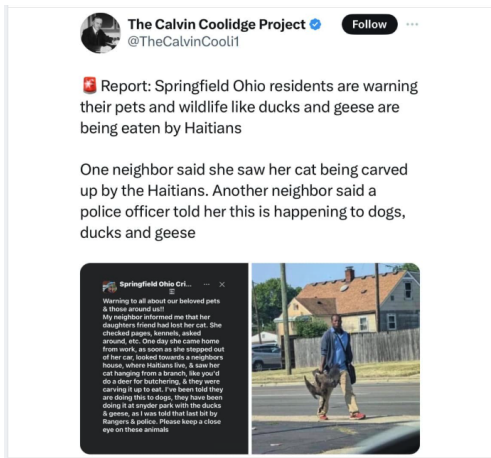 The Calvin Coolidge Project
Follow
@TheCalvinCooli1
🚨 Report: Springfield Ohio residents are warning
their pets and wildlife like ducks and geese are
being eaten by Haitians
One neighbor said she saw her cat being carved
up by the Haitians. Another neighbor said a
police officer told her this is happening to dogs,
ducks and geese
Springfield Ohio Cri...
Warning to all about our beloved pets
& those around us!!
My neighbor informed me that her
daughters friend had lost her cat. She
checked pages, kennels, asked
around, etc. One day she came home
from work, as soon as she stepped out
of her car, looked towards a neighbors
house, where Haitians live, & saw her
cat hanging from a branch, like you'd
do a deer for butchering, & they were
carving it up to eat. I've been told they
are doing this to dogs, they have been
doing it at snyder park with the ducks
& geese, as I was told that last bit by
Rangers & police. Please keep a close
eye on these animals